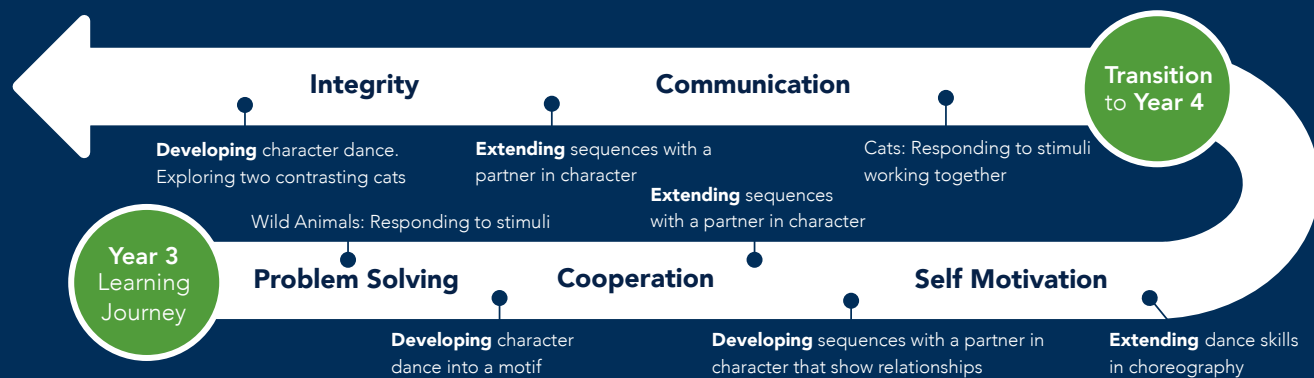 Integrity
Communication
Transition
to Year 4
Developing character dance.
Exploring two contrasting cats
Extending sequences with a
partner in character
Cats: Responding to stimuli
working together
Wild Animals: Responding to stimuli
Extending sequences
with a partner in character
Year 3
Learning
Journey
Problem Solving
Cooperation
Self Motivation
Developing character
dance into a motif
Developing sequences with a partner in
character that show relationships
Extending dance skills
in choreography